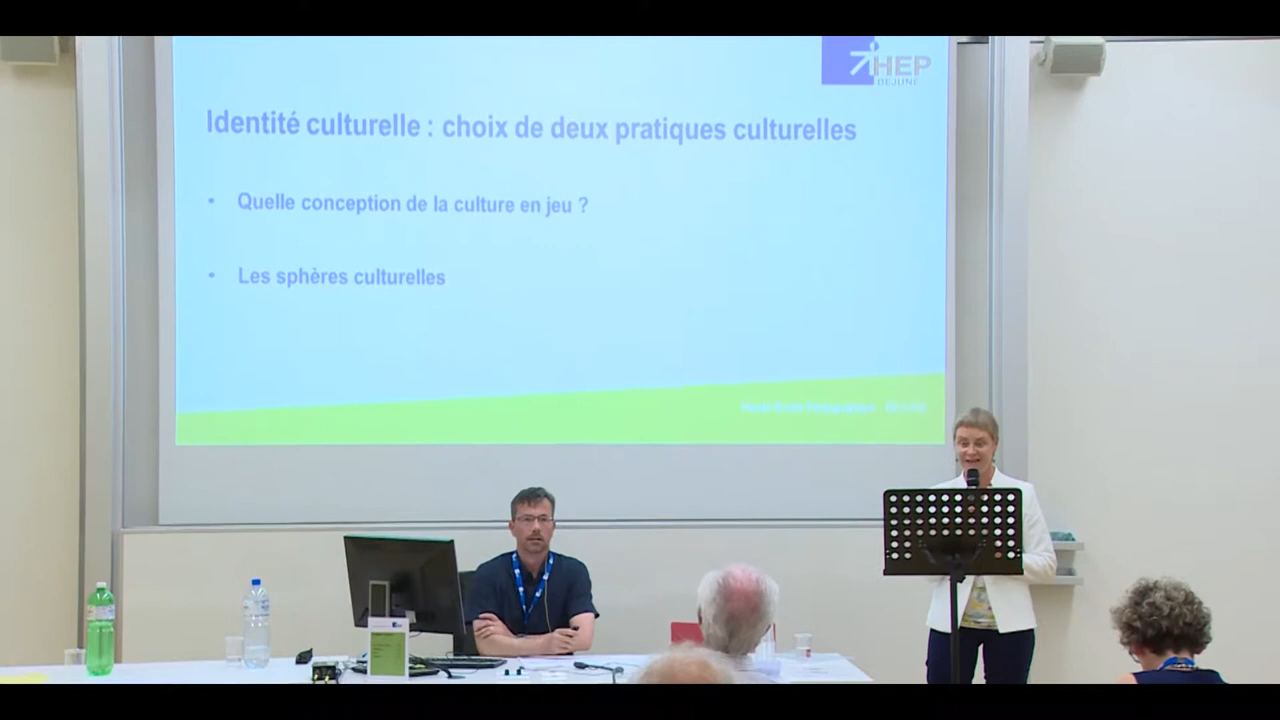 HEP
BEJUNE
Identité culturelle : choix de deux pratiques culturelles
• Quelle conception de la culture en jeu ?
• Les sphères culturelles